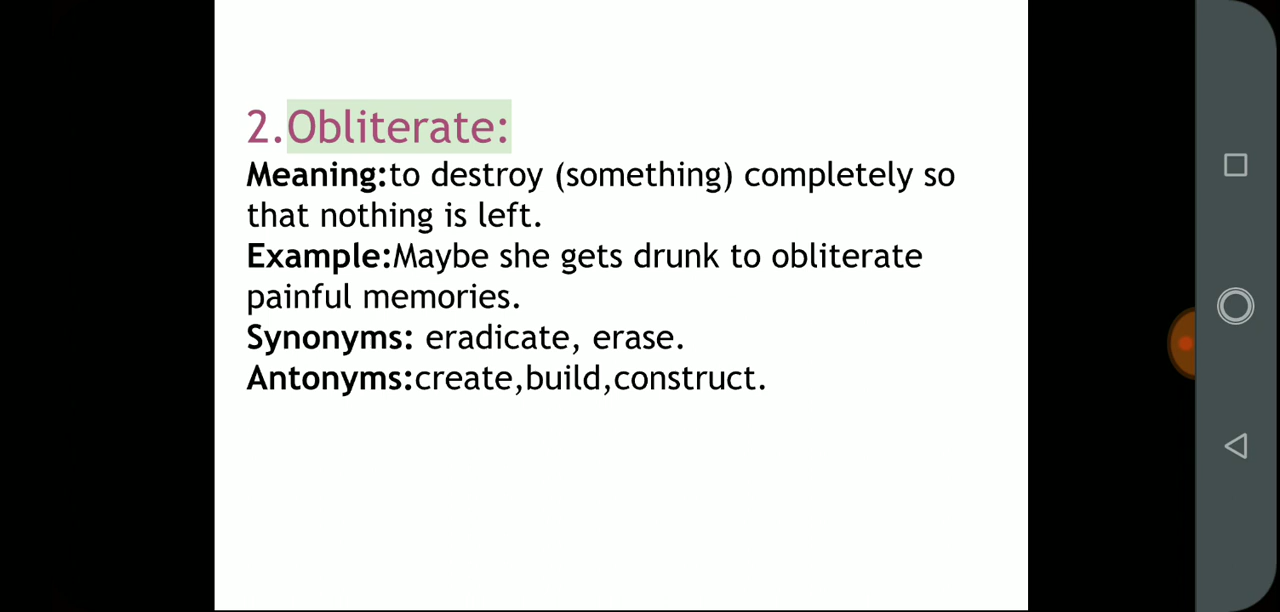 2.Obliterate:
Meaning:to destroy (something) completely so
that nothing is left.
Example:Maybe she gets drunk to obliterate
painful memories.
Synonyms: eradicate, erase.
Antonyms:create,build,construct.